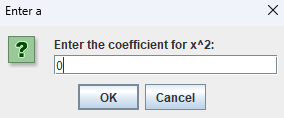 Enter a
?
Enter the coefficient for x^2:
0
OK Cancel